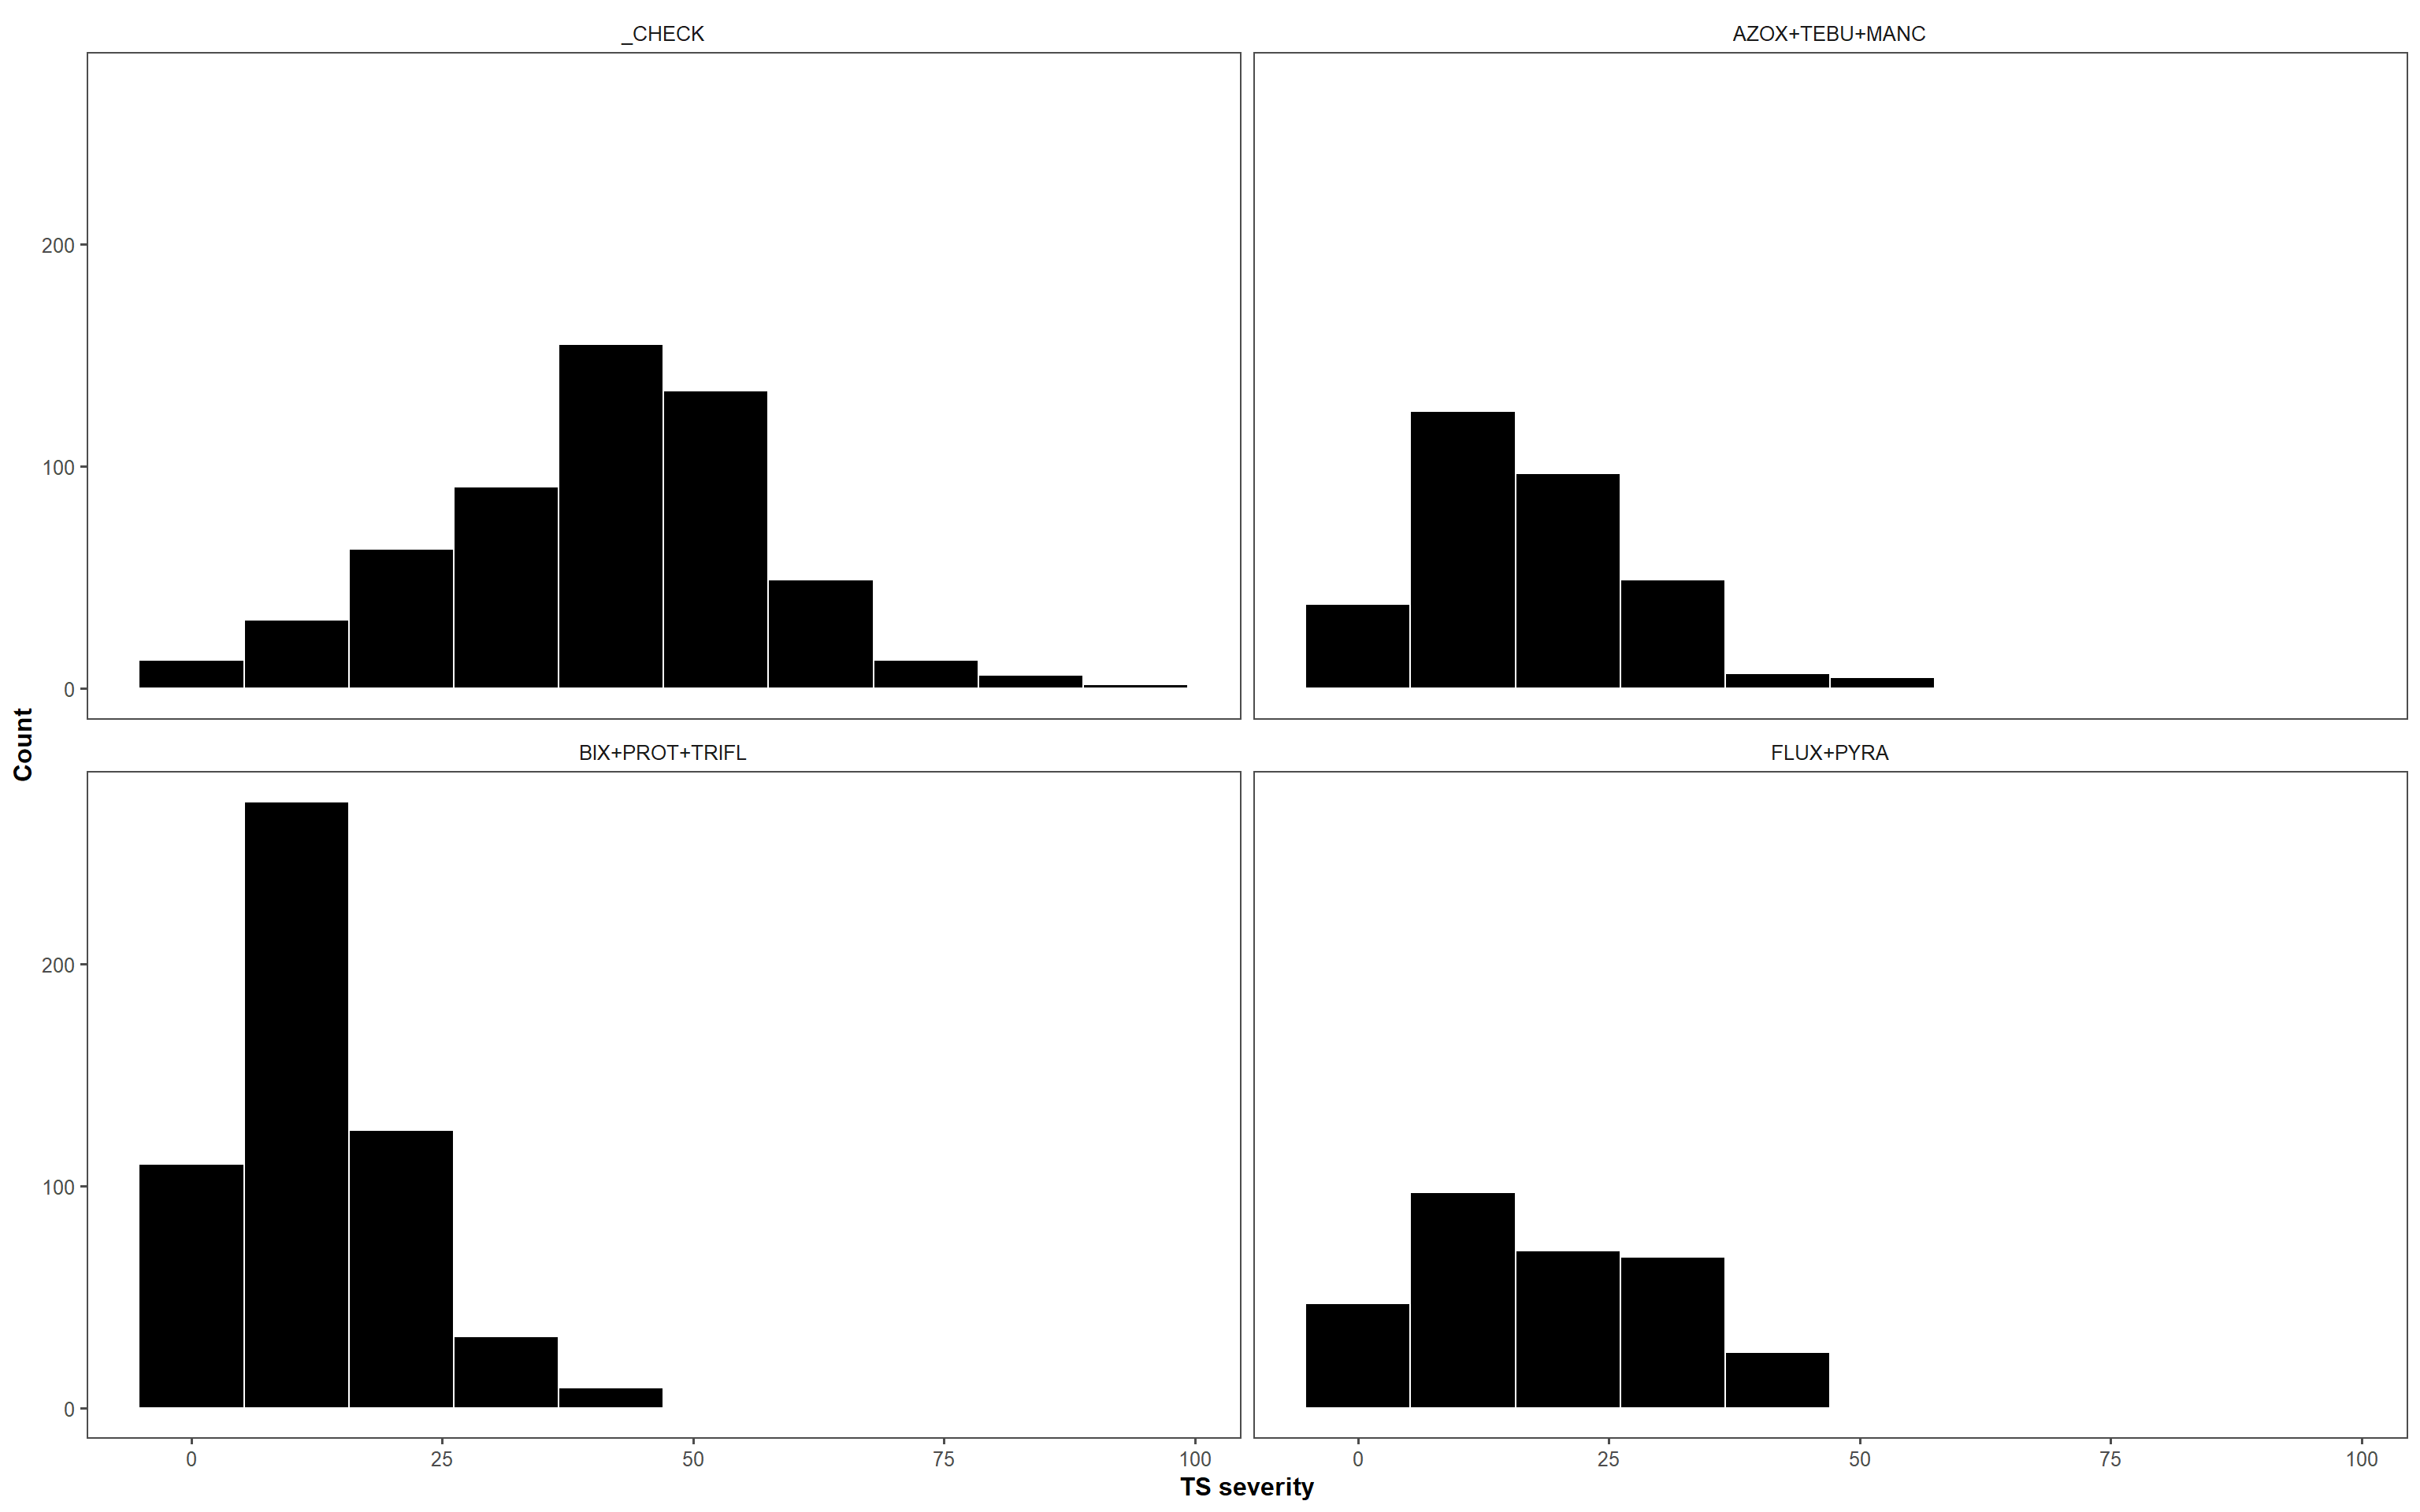 _CHECK
AZOX+TEBU+MANC
200
100
0
BIX+PROT+TRIFL
FLUX+PYRA
200
100
0
0 25 50 75 100
0 25 50 75 100
Count
TS severity